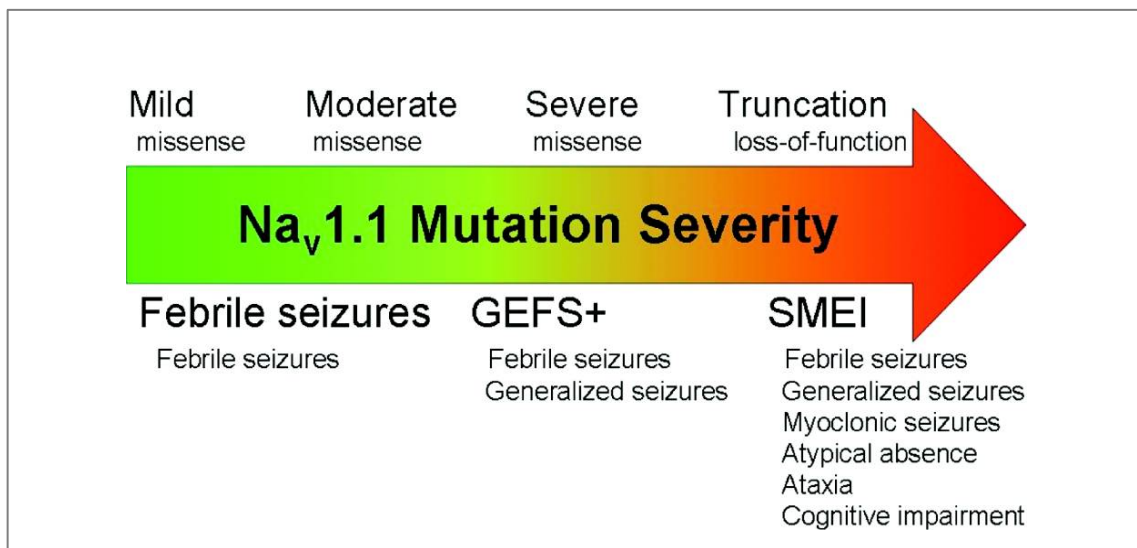 Mild Moderate Severe Truncation
missense missense missense loss-of-function
Nav1.1 Mutation Severity
Febrile seizures GEFS+ SMEI
Febrile seizures Febrile seizures Febrile seizures
Generalized seizures Generalized seizures
Myoclonic seizures
Atypical absence
Ataxia
Cognitive impairment